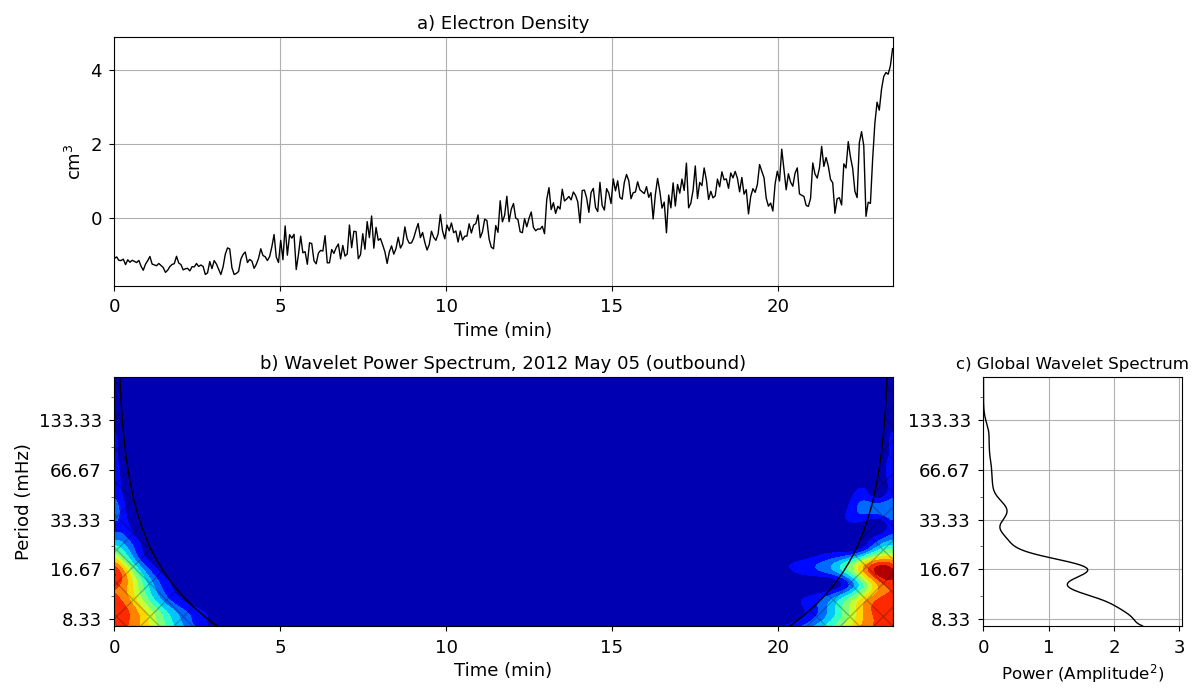 a) Electron Density
4
2
0
cm³
0 5 10 15 20
Time (min)
b) Wavelet Power Spectrum, 2012 May 05 (outbound)
c) Global Wavelet Spectrum
133.33
66.67
33.33
16.67
8.33
Period (mHz)
0 5 10 15 20
Time (min)
133.33
66.67
33.33
16.67
8.33
0 1 2 3
Power (Amplitude²)